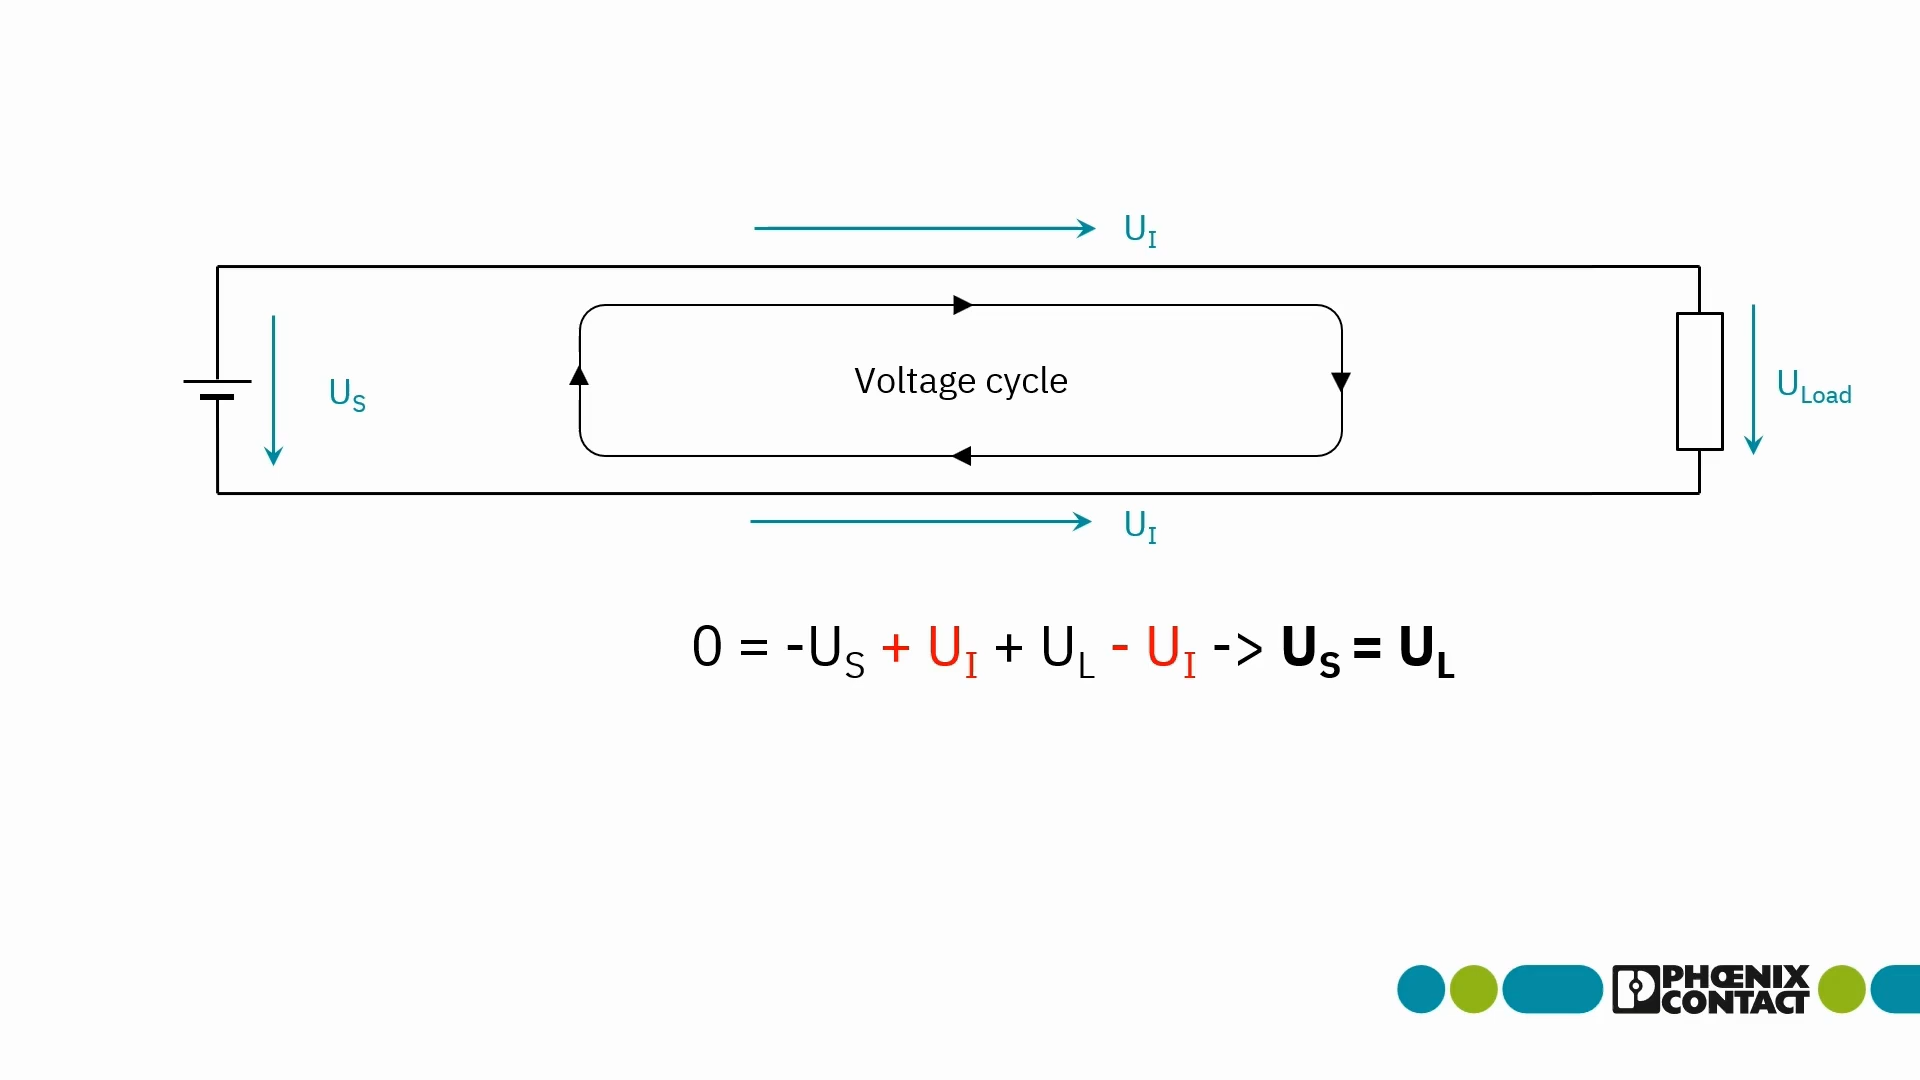 U_I
U_S
Voltage cycle
U_Load
U_I
0 = -U_S + U_I + U_L - U_I -> U_S = U_L
PHŒNIX
CONTACT